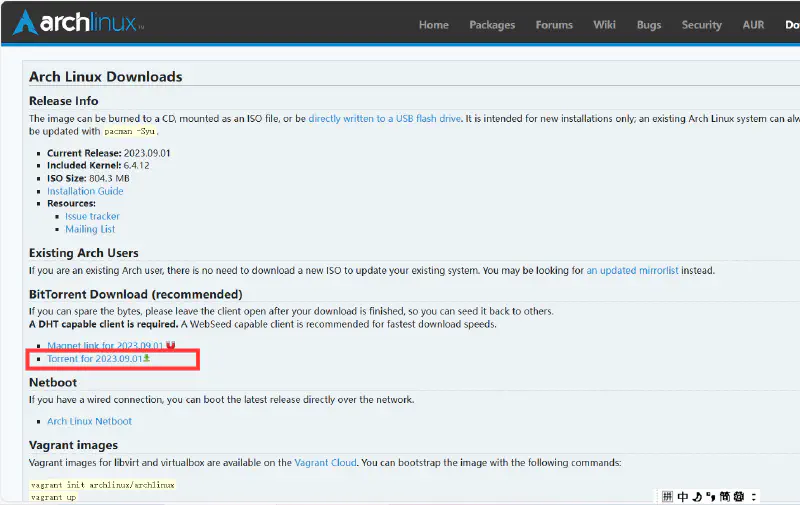 archlinux™
Home Packages Forums Wiki Bugs Security AUR Do
Arch Linux Downloads
Release Info
The image can be burned to a CD, mounted as an ISO file, or be directly written to a USB flash drive. It is intended for new installations only; an existing Arch Linux system can alw
be updated with pacman -Syu.
Current Release: 2023.09.01
Included Kernel: 6.4.12
ISO Size: 804.3 MB
Installation Guide
Resources:
Issue tracker
Mailing List
Existing Arch Users
If you are an existing Arch user, there is no need to download a new ISO to update your existing system. You may be looking for an updated mirrorlist instead.
BitTorrent Download (recommended)
If you can spare the bytes, please leave the client open after your download is finished, so you can seed it back to others.
A DHT capable client is required. A WebSeed capable client is recommended for fastest download speeds.
Magnet link for 2023.09.01
Torrent for 2023.09.01
Netboot
If you have a wired connection, you can boot the latest release directly over the network.
Arch Linux Netboot
Vagrant images
Vagrant images for libvirt and virtualbox are available on the Vagrant Cloud. You can bootstrap the image with the following commands:
vagrant init archlinux/archlinux
vagrant up
拼 中 简